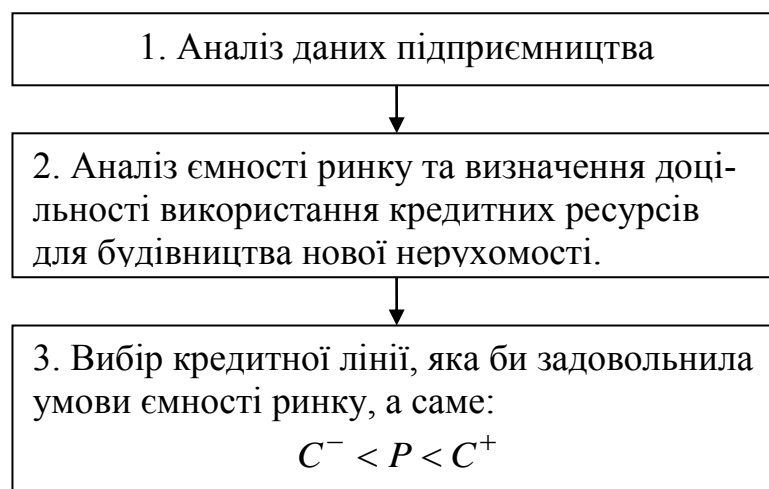 1. Аналіз даних підприємництва
2. Аналіз ємності ринку та визначення доці-
льності використання кредитних ресурсів
для будівництва нової нерухомості.
3. Вибір кредитної лінії, яка би задовольнила
умови ємності ринку, а саме:
C⁻ < P < C⁺